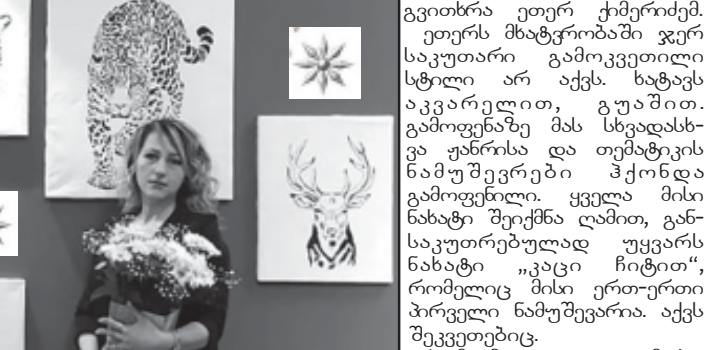 გვითხრა ეთერ ქიმერიძემ.
ეთერს მხატვრობაში ჯერ
საკუთარი გამოკვეთილი
სტილი არ აქვს. ხატავს
აკვარელით, გუაშით.
გამოფენაზე მას სხვადასხ-
ვა ჟანრისა და თემატიკის
ნამუშევრები ჰქონდა
გამოფენილი. ყველა მისი
ნახატი შეიქმნა ღამით, გან-
საკუთრებულად უყვარს
ნახატი „კაცი ჩიტით“,
რომელიც მისი ერთ-ერთი
პირველი ნამუშევარია. აქვს
შეკვეთებიც.